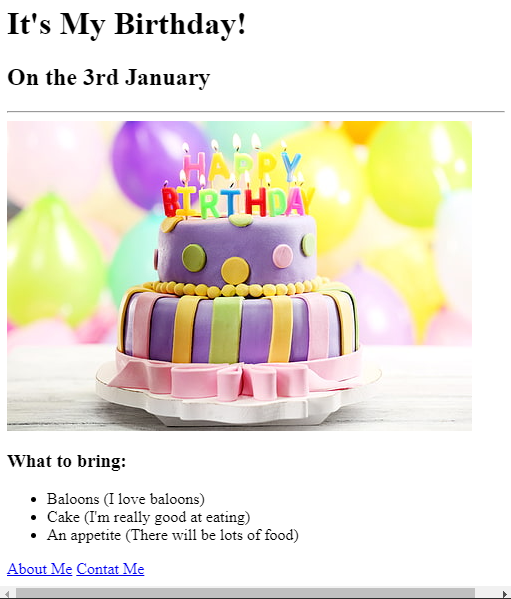 It's My Birthday!
On the 3rd January
HAPPY
BIRTHDAY
What to bring:
Baloons (I love baloons)
Cake (I'm really good at eating)
An appetite (There will be lots of food)
About Me Contat Me